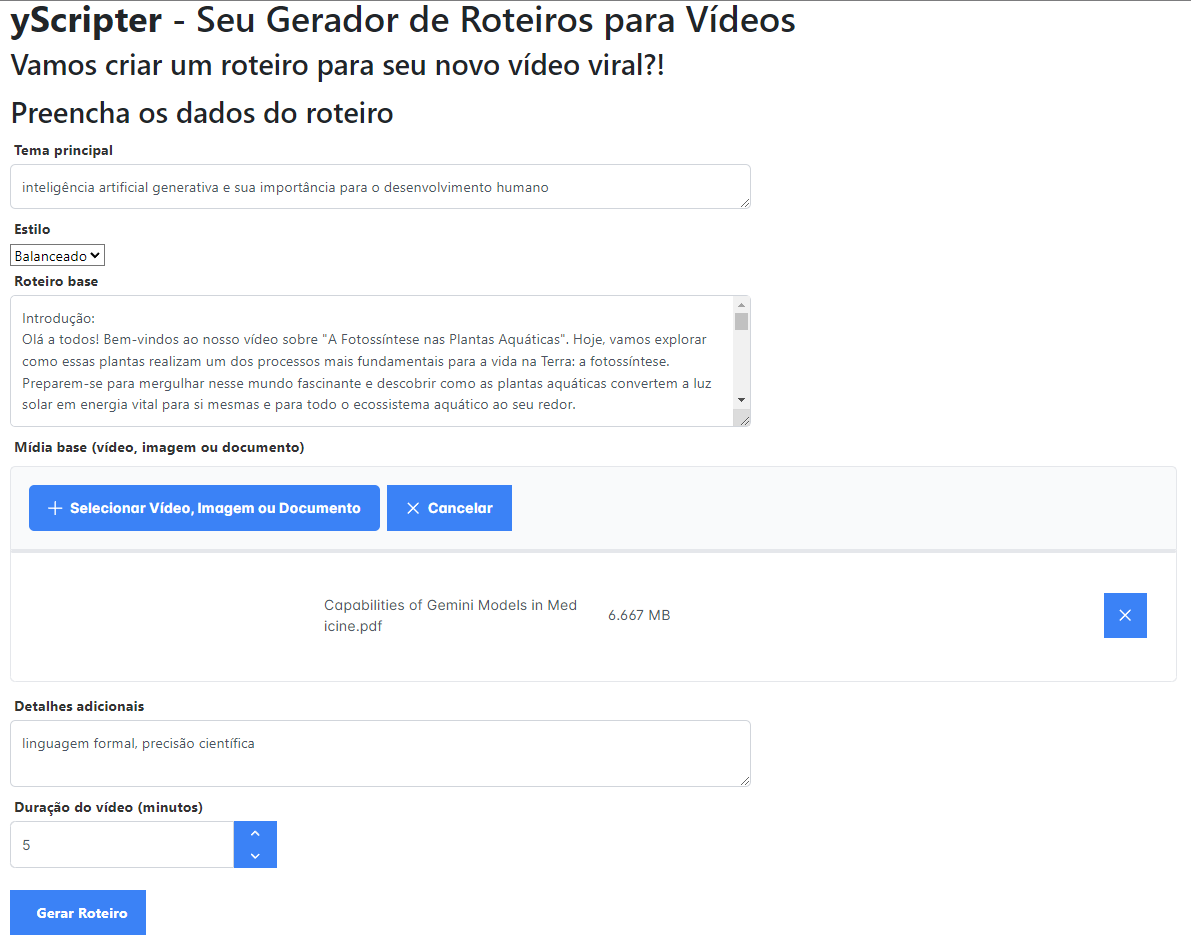 yScripter - Seu Gerador de Roteiros para Vídeos
Vamos criar um roteiro para seu novo vídeo viral?!
Preencha os dados do roteiro
Tema principal
inteligência artificial generativa e sua importância para o desenvolvimento humano
Estilo
Balanceado
Roteiro base
Introdução:
Olá a todos! Bem-vindos ao nosso vídeo sobre "A Fotossíntese nas Plantas Aquáticas". Hoje, vamos explorar
como essas plantas realizam um dos processos mais fundamentais para a vida na Terra: a fotossíntese.
Preparem-se para mergulhar nesse mundo fascinante e descobrir como as plantas aquáticas convertem a luz
solar em energia vital para si mesmas e para todo o ecossistema aquático ao seu redor.
Mídia base (vídeo, imagem ou documento)
Selecionar Vídeo, Imagem ou Documento
Cancelar
Capabilities of Gemini Models in Med
icine.pdf
6.667 MB
Detalhes adicionais
linguagem formal, precisão científica
Duração do vídeo (minutos)
5
Gerar Roteiro